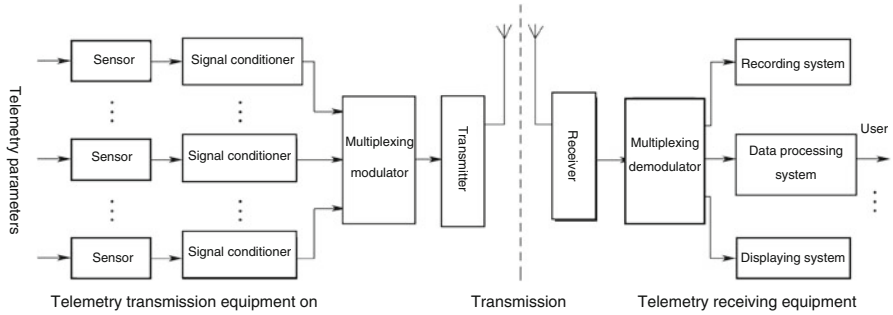 Telemetry parameters
Sensor
Signal conditioner
Sensor
Signal conditioner
Sensor
Signal conditioner
Multiplexing
modulator
Transmitter
Receiver
Multiplexing
demodulator
Recording system
Data processing
system
User
Displaying system
Telemetry transmission equipment on
Transmission
Telemetry receiving equipment